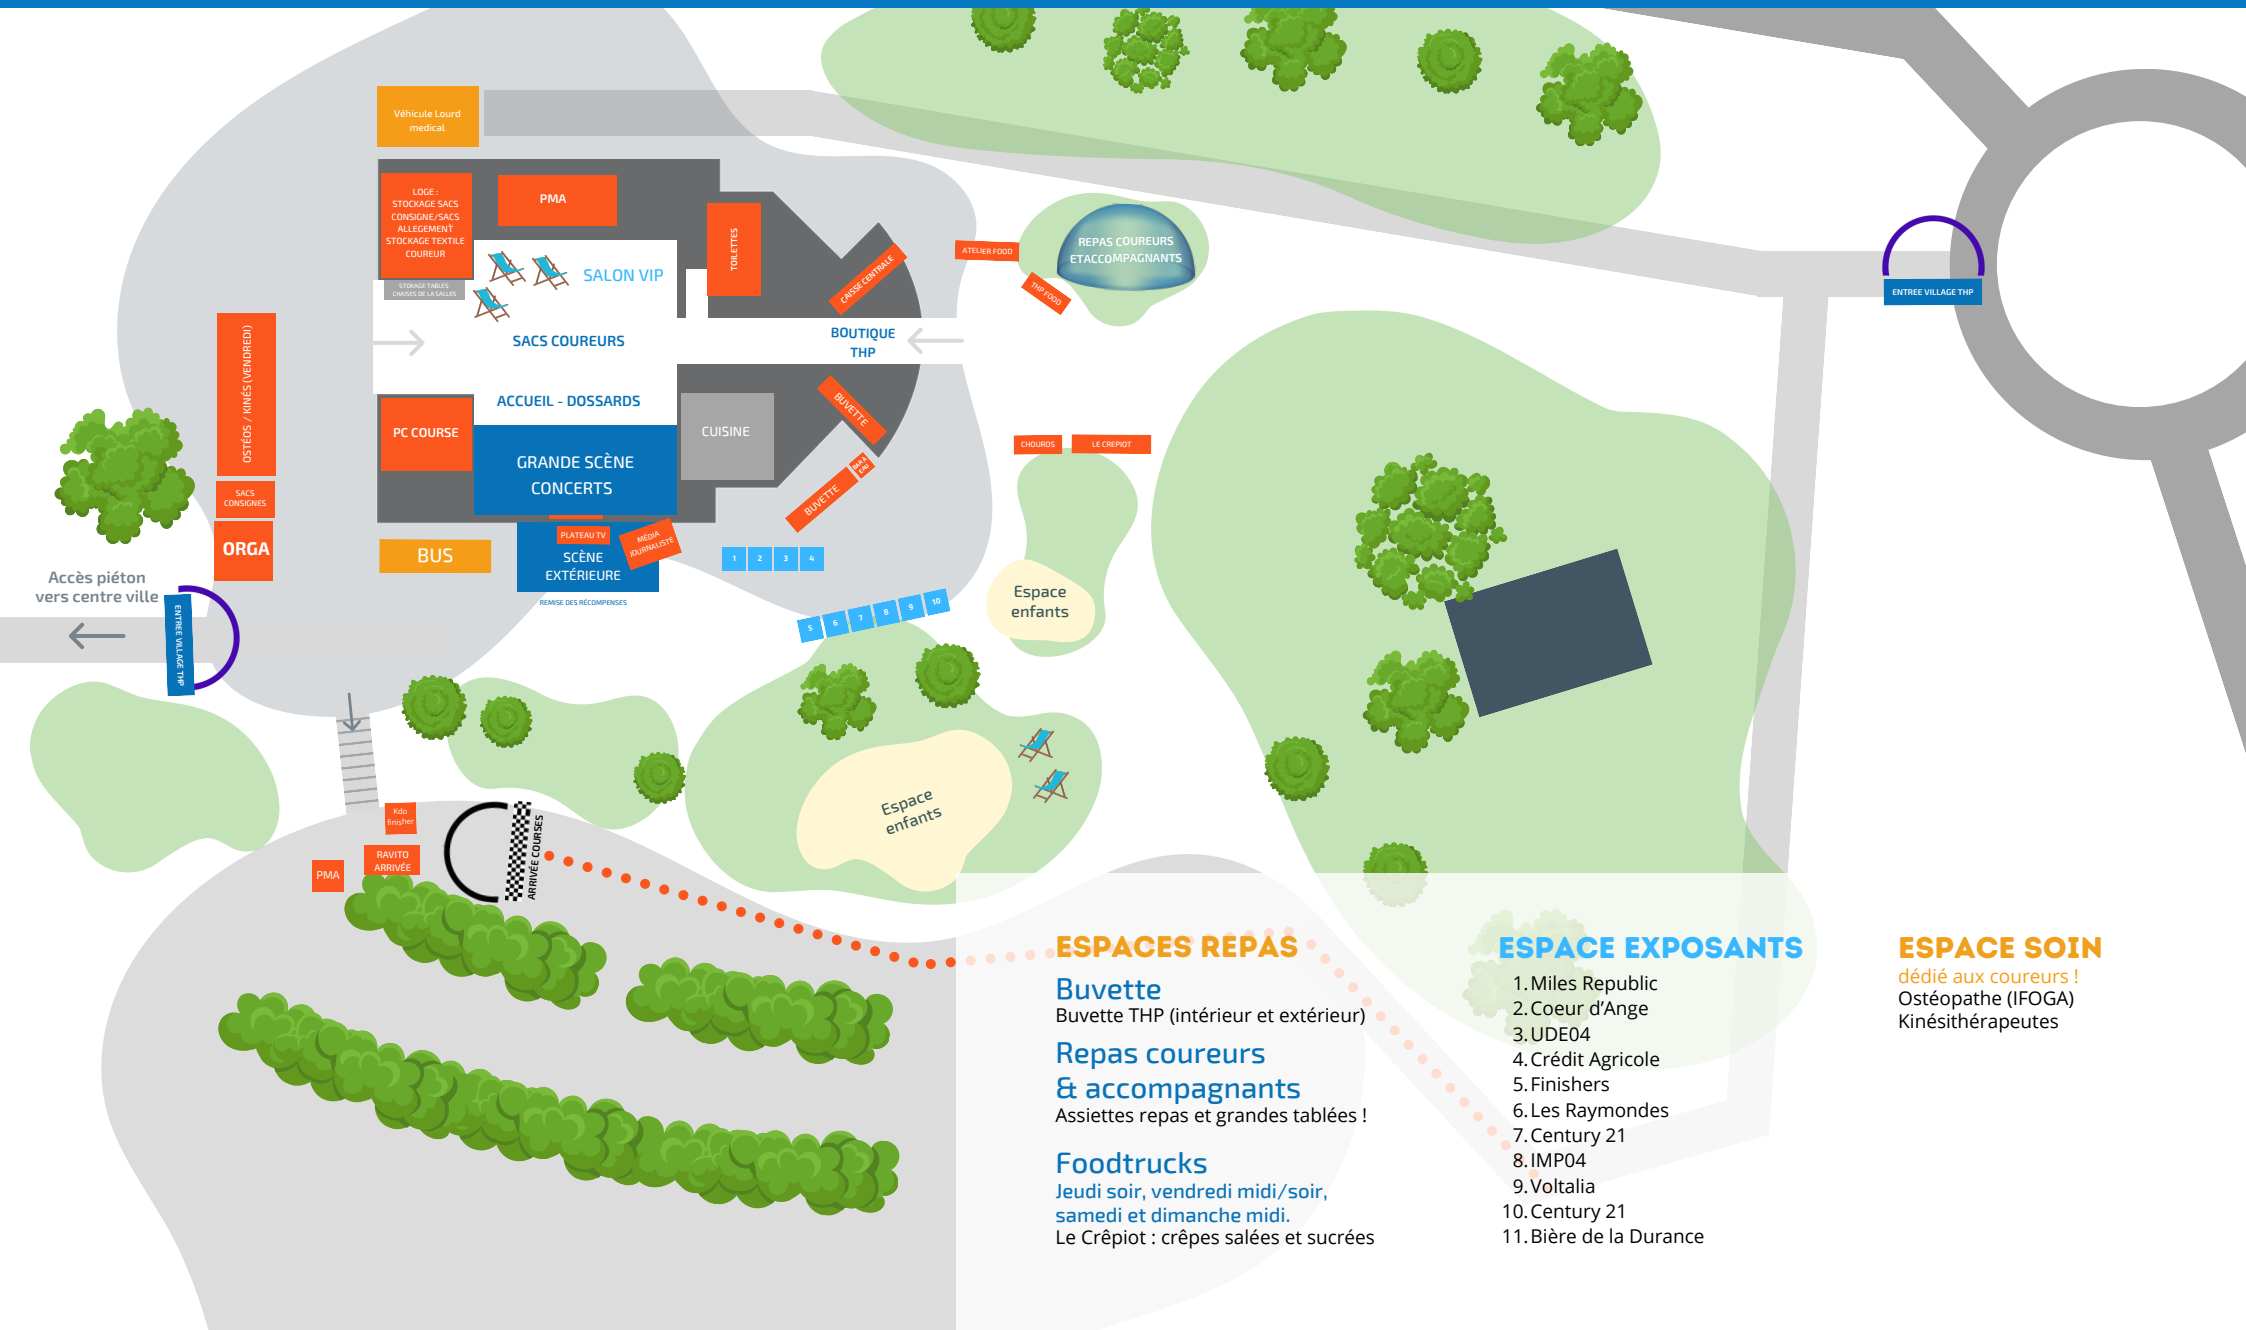 Véhicule Lourd
medical
LOGE :
STOCKAGE SACS
CONSIGNE/SACS
ALLEGEMENT
STOCKAGE TEXTILE
COUREUR
STOKAGE TABLES
CHAISES DE LA SALLES
PMA
TOILETTES
SALON VIP
CAISSE CENTRALE
SACS COUREURS
BOUTIQUE
THP
ACCUEIL - DOSSARDS
PC COURSE
GRANDE SCÈNE
CONCERTS
CUISINE
BUVETTE
BAR A
EAU
BUVETTE
ATELIER FOOD
THP FOOD
REPAS COUREURS
ETACCOMPAGNANTS
ENTREE VILLAGE THP
OSTÉOS / KINÉS (VENDREDI)
SACS
CONSIGNES
ORGA
BUS
PLATEAU TV
MÉDIA
JOURNALISTE
SCÈNE
EXTÉRIEURE
REMISE DES RÉCOMPENSES
1
2
3
4
5
6
7
8
9
10
CHOUROS
LE CREPIOT
Espace
enfants
Accès piéton
vers centre ville
ENTREE VILLAGE THP
Espace
enfants
Kdo
finisher
RAVITO
ARRIVÉE
PMA
ARRIVÉE COURSES
ESPACES REPAS
Buvette
Buvette THP (intérieur et extérieur)
Repas coureurs
& accompagnants
Assiettes repas et grandes tablées !
Foodtrucks
Jeudi soir, vendredi midi/soir,
samedi et dimanche midi.
Le Crêpiot : crêpes salées et sucrées
ESPACE EXPOSANTS
1. Miles Republic
2. Coeur d’Ange
3. UDE04
4. Crédit Agricole
5. Finishers
6. Les Raymondes
7. Century 21
8. IMP04
9. Voltalia
10. Century 21
11. Bière de la Durance
ESPACE SOIN
dédié aux coureurs !
Ostéopathe (IFOGA)
Kinésithérapeutes